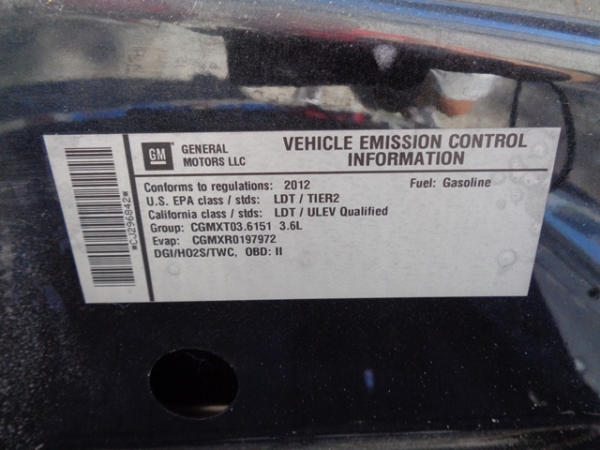 GM
GENERAL
MOTORS LLC
VEHICLE EMISSION CONTROL
INFORMATION
Conforms to regulations: 2012 Fuel: Gasoline
U.S. EPA class / stds: LDT / TIER2
California class / stds: LDT / ULEV Qualified
Group: CGMXT03.6151 3.6L
Evap: CGMXR0197972
DGI/HO2S/TWC, OBD: II
*CJ296842*